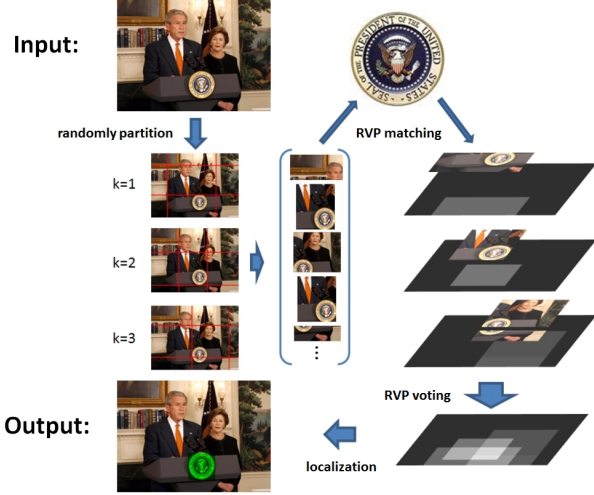 Input:
SEAL OF THE PRESIDENT OF THE UNITED STATES
randomly partition
RVP matching
k=1
k=2
k=3
⋮
RVP voting
Output:
localization